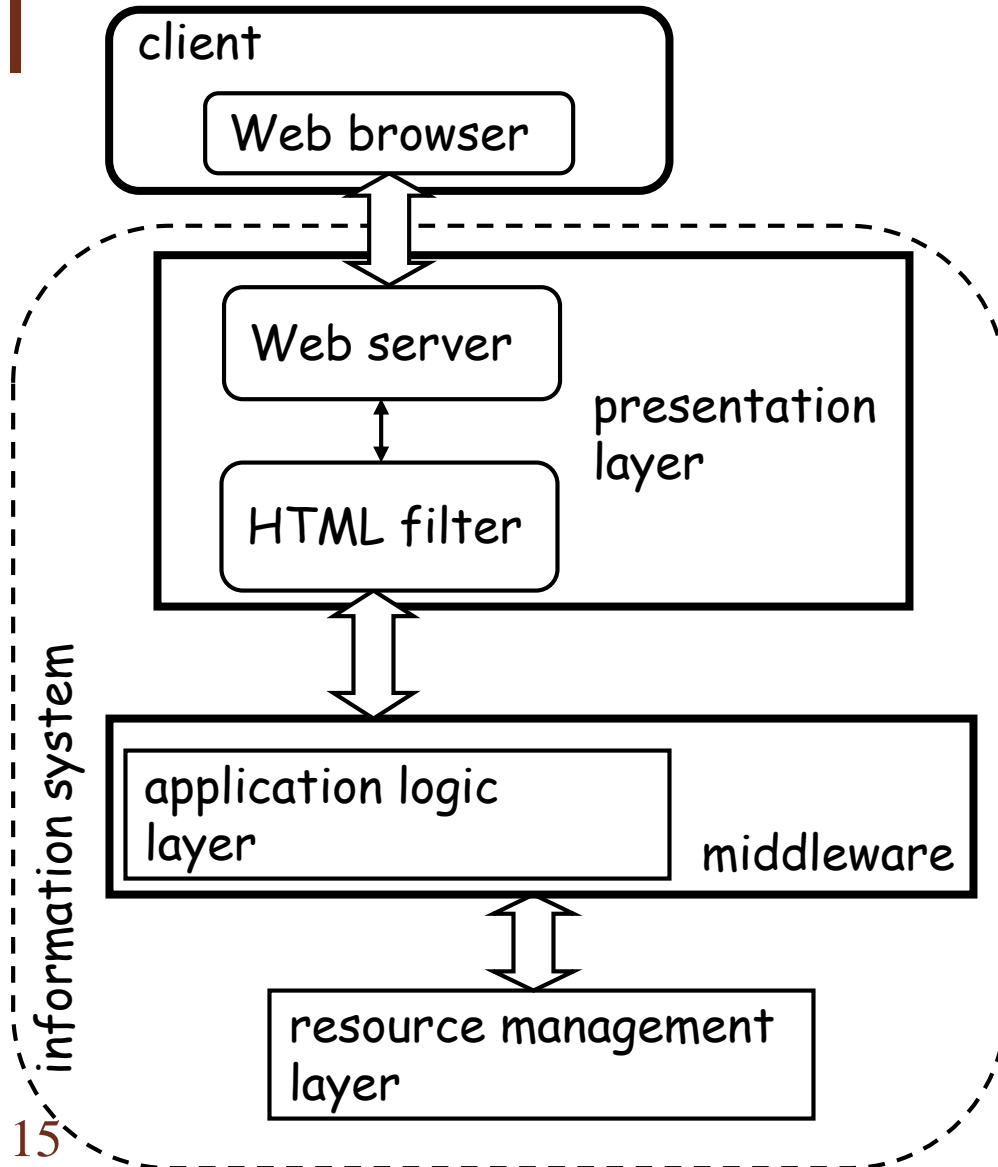 client
Web browser
Web server
presentation
layer
HTML filter
information system
application logic
layer
middleware
resource management
layer
15